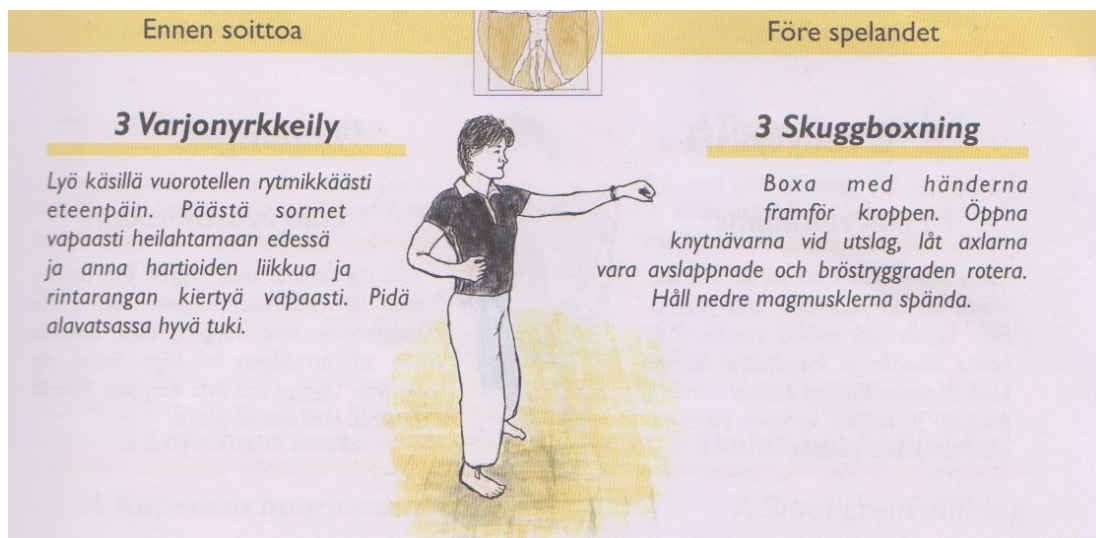 Ennen soittoa
Före spelandet
3 Varjonyrkkeily
Lyö käsillä vuorotellen rytmikkäästi
eteenpäin. Päästä sormet
vapaasti heilahtamaan edessä
ja anna hartioiden liikkua ja
rintarangan kiertyä vapaasti. Pidä
alavatsassa hyvä tuki.
3 Skuggboxning
Boxa med händerna
framför kroppen. Öppna
knytnävarna vid utslag, låt axlarna
vara avslappnade och bröstryggraden rotera.
Håll nedre magmusklerna spända.